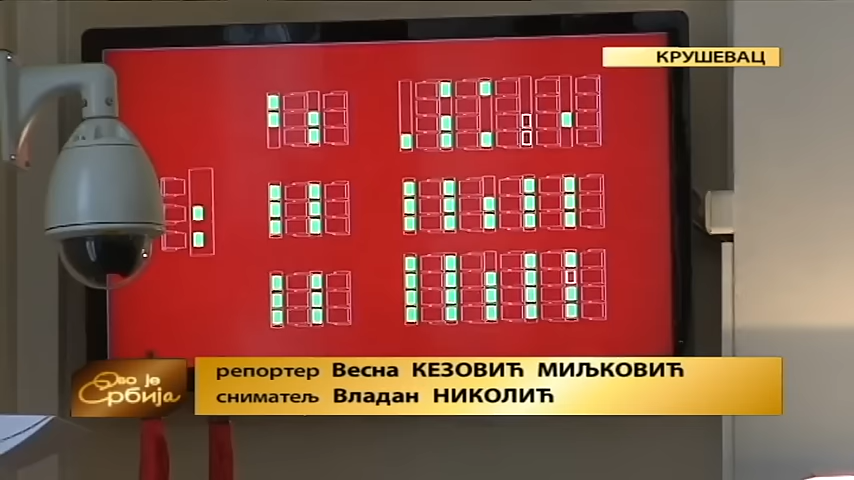 КРУШЕВАЦ
репортер Весна КЕЗОВИЋ МИЉКОВИЋ
Ово је
Србија
сниматељ Владан НИКОЛИЋ